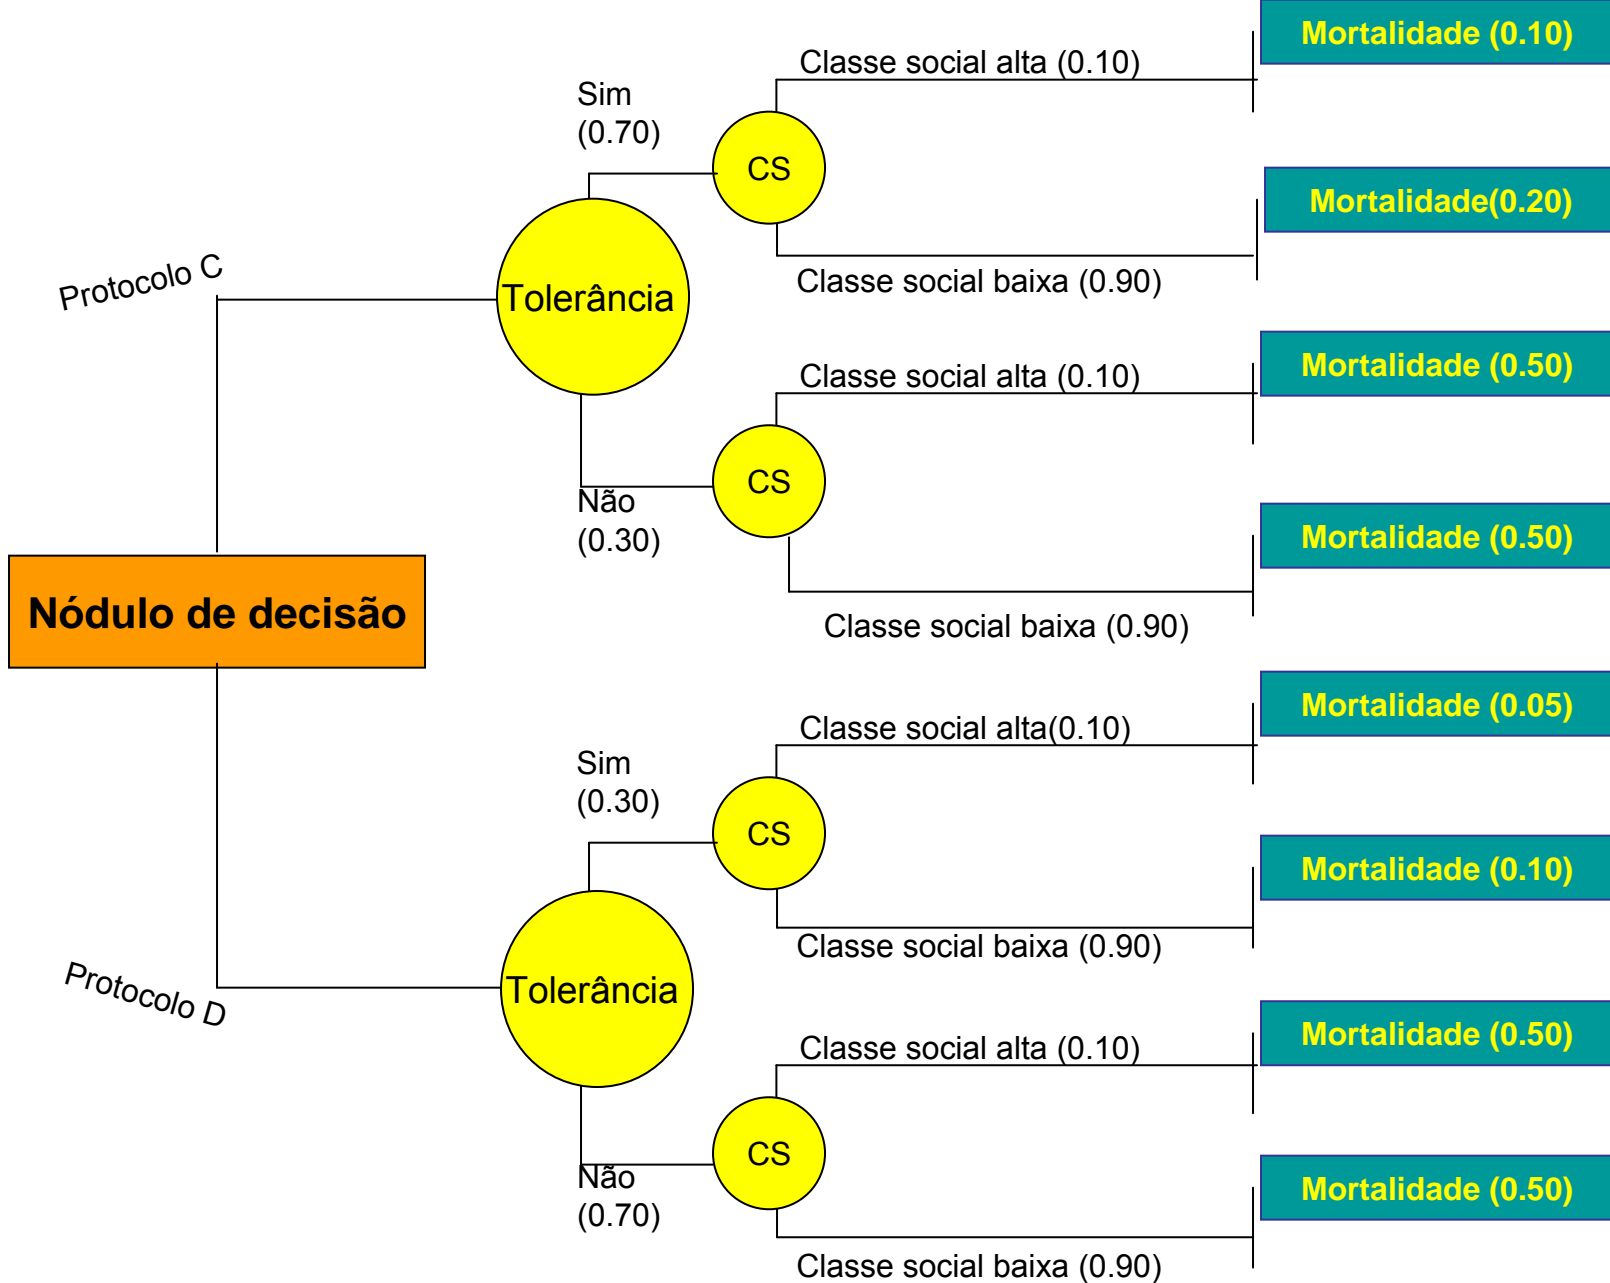 Mortalidade (0.10)
Classe social alta (0.10)
Sim
(0.70)
CS
Mortalidade(0.20)
Protocolo C
Classe social baixa (0.90)
Tolerância
Mortalidade (0.50)
Classe social alta (0.10)
CS
Não
(0.30)
Mortalidade (0.50)
Nódulo de decisão
Classe social baixa (0.90)
Mortalidade (0.05)
Classe social alta(0.10)
Sim
(0.30)
CS
Mortalidade (0.10)
Classe social baixa (0.90)
Protocolo D
Tolerância
Mortalidade (0.50)
Classe social alta (0.10)
CS
Não
(0.70)
Mortalidade (0.50)
Classe social baixa (0.90)